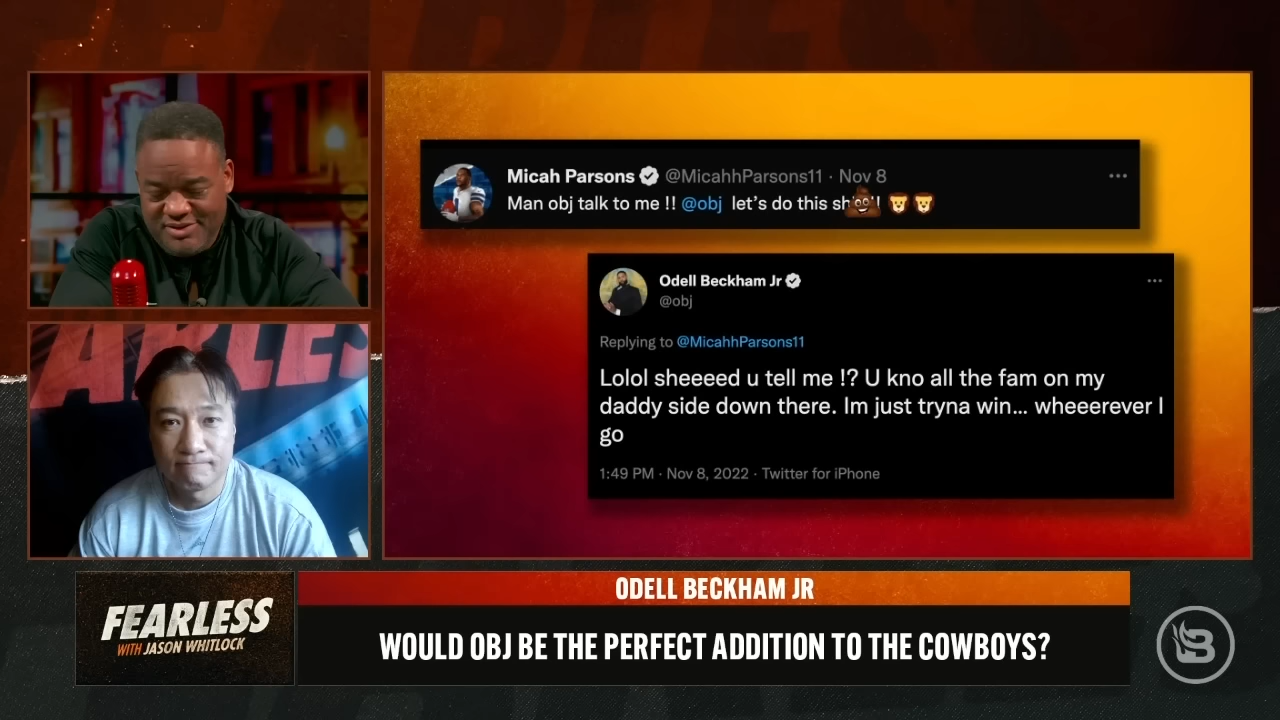 Micah Parsons @MicahhParsons11 · Nov 8
Man obj talk to me !! @obj let's do this sh
Odell Beckham Jr
@obj
Replying to @MicahhParsons11
Lolol sheeeed u tell me !? U kno all the fam on my
daddy side down there. Im just tryna win... wheeerever I
go
1:49 PM · Nov 8, 2022 · Twitter for iPhone
ARLES
ODELL BECKHAM JR
FEARLESS
WITH JASON WHITLOCK
WOULD OBJ BE THE PERFECT ADDITION TO THE COWBOYS?
B